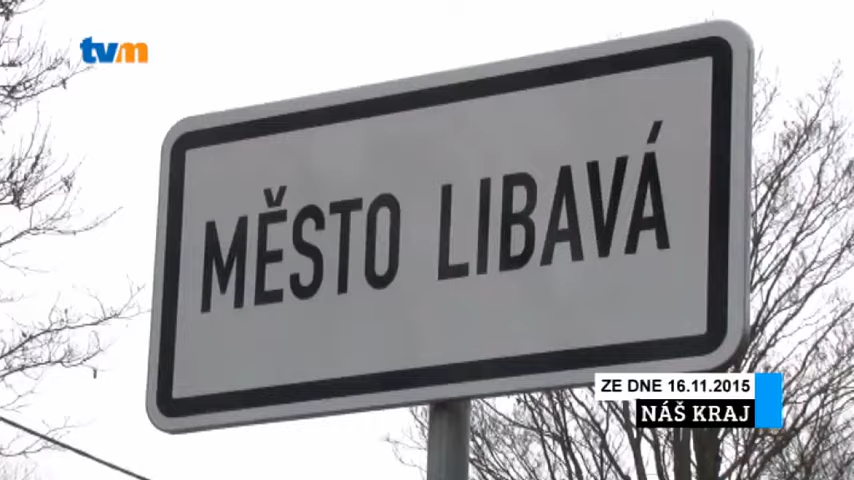 tvm
MĚSTO LIBAVÁ
ZE DNE 16.11.2015
NÁŠ KRAJ